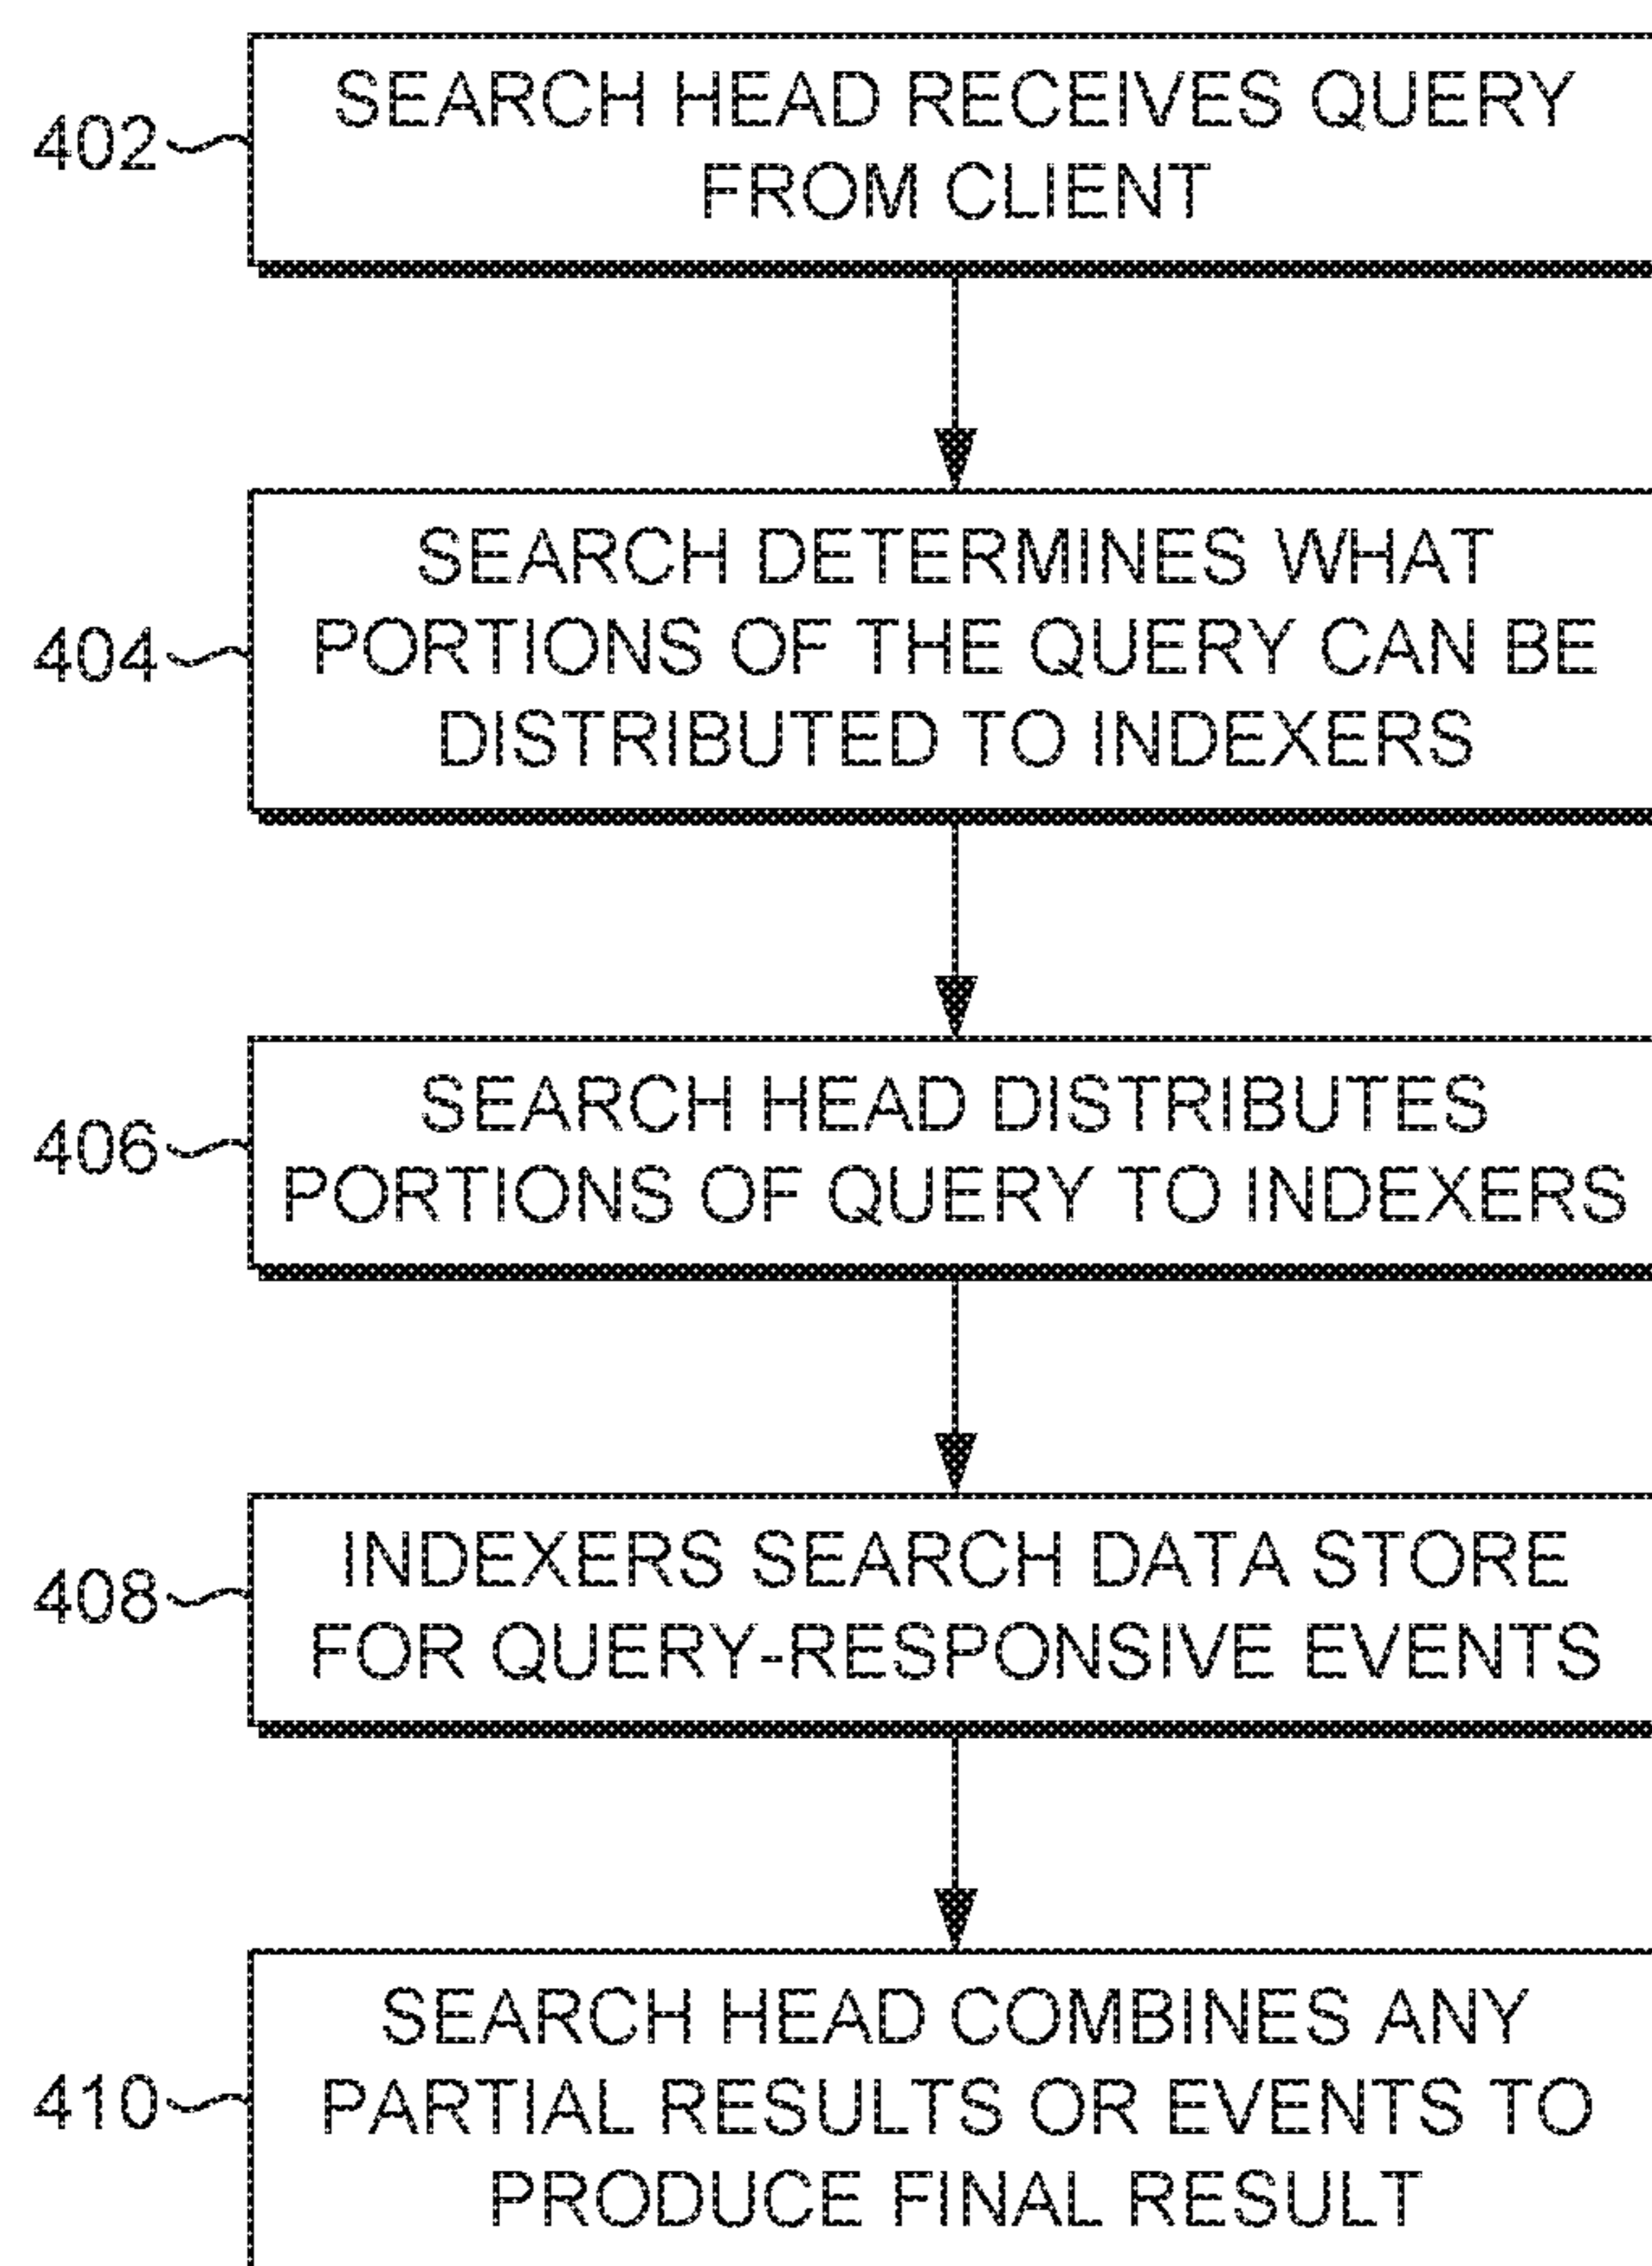 402
SEARCH HEAD RECEIVES QUERY
FROM CLIENT
404
SEARCH DETERMINES WHAT
PORTIONS OF THE QUERY CAN BE
DISTRIBUTED TO INDEXERS
406
SEARCH HEAD DISTRIBUTES
PORTIONS OF QUERY TO INDEXERS
408
INDEXERS SEARCH DATA STORE
FOR QUERY-RESPONSIVE EVENTS
410
SEARCH HEAD COMBINES ANY
PARTIAL RESULTS OR EVENTS TO
PRODUCE FINAL RESULT